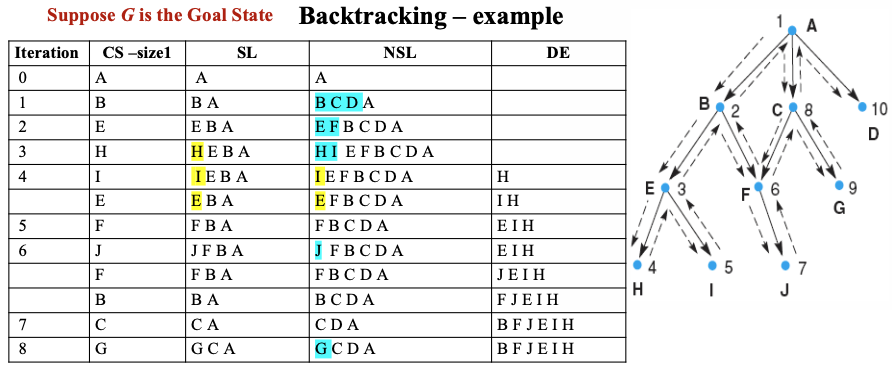 Suppose G is the Goal State
Backtracking – example
Iteration CS –size1 SL NSL DE
0 A A A
1 B B A B C D A
2 E E B A E F B C D A
3 H H E B A H I E F B C D A
4 I I E B A I E F B C D A H
E E B A E F B C D A I H
5 F F B A F B C D A E I H
6 J J F B A J F B C D A E I H
F F B A F B C D A J E I H
B B A B C D A F J E I H
7 C C A C D A B F J E I H
8 G G C A G C D A B F J E I H
1 A
B 2 C 8 10
D
E 3 F 6 9
G
4 5 7
H I J